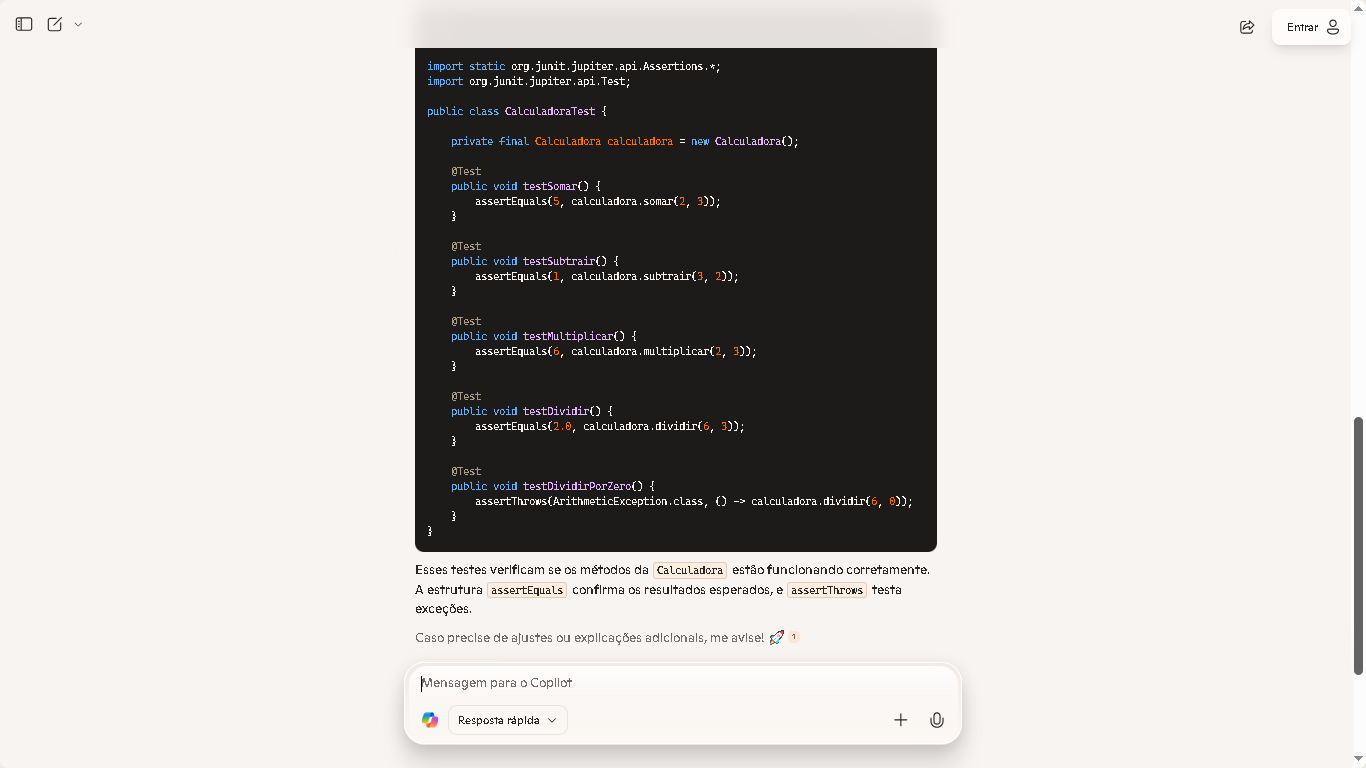 Entrar
import static org.junit.jupiter.api.Assertions.*;
import org.junit.jupiter.api.Test;
public class CalculadoraTest {
private final Calculadora calculadora = new Calculadora();
@Test
public void testSomar() {
assertEquals(5, calculadora.somar(2, 3));
}
@Test
public void testSubtrair() {
assertEquals(1, calculadora.subtrair(3, 2));
}
@Test
public void testMultiplicar() {
assertEquals(6, calculadora.multiplicar(2, 3));
}
@Test
public void testDividir() {
assertEquals(2.0, calculadora.dividir(6, 3));
}
@Test
public void testDividirPorZero() {
assertThrows(ArithmeticException.class, () -> calculadora.dividir(6, 0));
}
}
Esses testes verificam se os métodos da Calculadora estão funcionando corretamente.
A estrutura assertEquals confirma os resultados esperados, e assertThrows testa
exceções.
Caso precise de ajustes ou explicações adicionais, me avise! 🚀 1
Mensagem para o Copilot
Resposta rápida